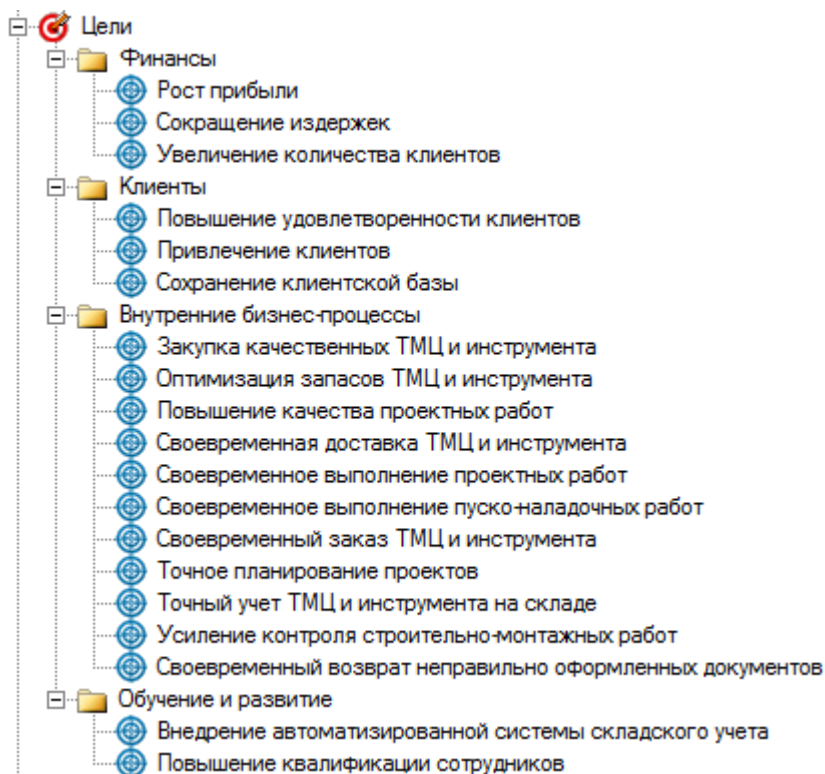 Цели
Финансы
Рост прибыли
Сокращение издержек
Увеличение количества клиентов
Клиенты
Повышение удовлетворенности клиентов
Привлечение клиентов
Сохранение клиентской базы
Внутренние бизнес-процессы
Закупка качественных ТМЦ и инструмента
Оптимизация запасов ТМЦ и инструмента
Повышение качества проектных работ
Своевременная доставка ТМЦ и инструмента
Своевременное выполнение проектных работ
Своевременное выполнение пуско-наладочных работ
Своевременный заказ ТМЦ и инструмента
Точное планирование проектов
Точный учет ТМЦ и инструмента на складе
Усиление контроля строительно-монтажных работ
Своевременный возврат неправильно оформленных документов
Обучение и развитие
Внедрение автоматизированной системы складского учета
Повышение квалификации сотрудников